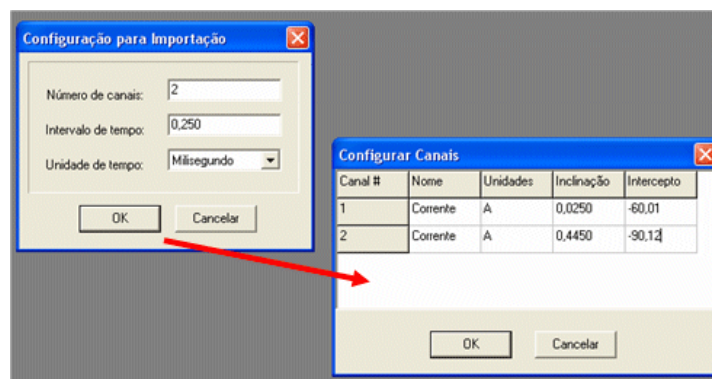 Configuração para Importação
Número de canais: 2
Intervalo de tempo: 0,250
Unidade de tempo: Milisegundo
OK Cancelar
Configurar Canais
Canal # Nome Unidades Inclinação Intercepto
1 Corrente A 0,0250 -60,01
2 Corrente A 0,4450 -90,12
OK Cancelar